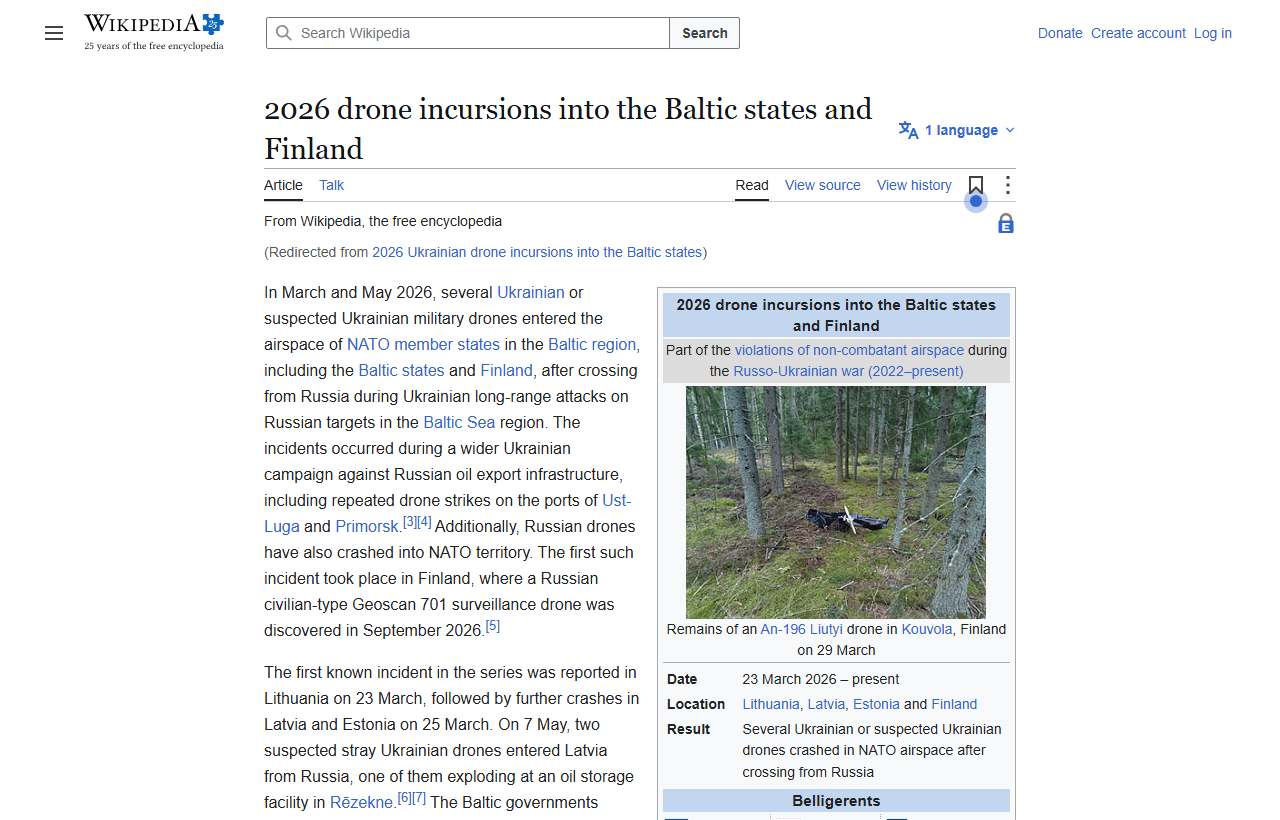 WIKIPEDIA 25
25 years of the free encyclopedia
Search Wikipedia
Search
Donate Create account Log in
2026 drone incursions into the Baltic states and
Finland
1 language
Article Talk
Read View source View history
From Wikipedia, the free encyclopedia
E
(Redirected from 2026 Ukrainian drone incursions into the Baltic states)
In March and May 2026, several Ukrainian or
suspected Ukrainian military drones entered the
airspace of NATO member states in the Baltic region,
including the Baltic states and Finland, after crossing
from Russia during Ukrainian long-range attacks on
Russian targets in the Baltic Sea region. The
incidents occurred during a wider Ukrainian
campaign against Russian oil export infrastructure,
including repeated drone strikes on the ports of Ust-
Luga and Primorsk.[3][4] Additionally, Russian drones
have also crashed into NATO territory. The first such
incident took place in Finland, where a Russian
civilian-type Geoscan 701 surveillance drone was
discovered in September 2026.[5]
The first known incident in the series was reported in
Lithuania on 23 March, followed by further crashes in
Latvia and Estonia on 25 March. On 7 May, two
suspected stray Ukrainian drones entered Latvia
from Russia, one of them exploding at an oil storage
facility in Rēzekne.[6][7] The Baltic governments
2026 drone incursions into the Baltic states
and Finland
Part of the violations of non-combatant airspace during
the Russo-Ukrainian war (2022–present)
Remains of an An-196 Liutyi drone in Kouvola, Finland
on 29 March
Date 23 March 2026 – present
Location Lithuania, Latvia, Estonia and Finland
Result Several Ukrainian or suspected Ukrainian
drones crashed in NATO airspace after
crossing from Russia
Belligerents